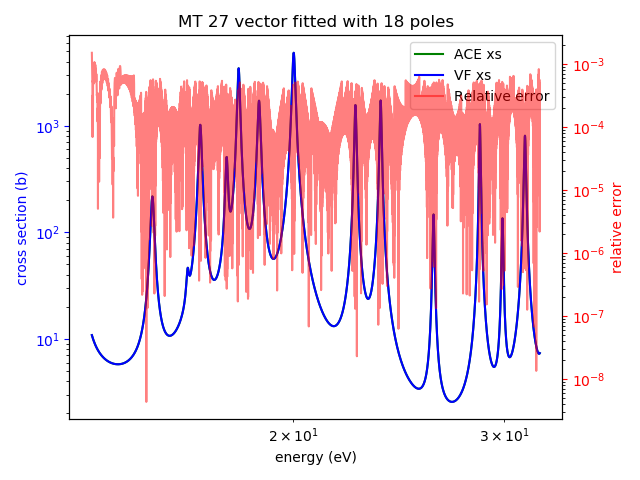 MT 27 vector fitted with 18 poles
ACE xs
VF xs
Relative error
cross section (b)
10³
10²
10¹
10⁻³
10⁻⁴
10⁻⁵
10⁻⁶
10⁻⁷
10⁻⁸
relative error
2 × 10¹
3 × 10¹
energy (eV)